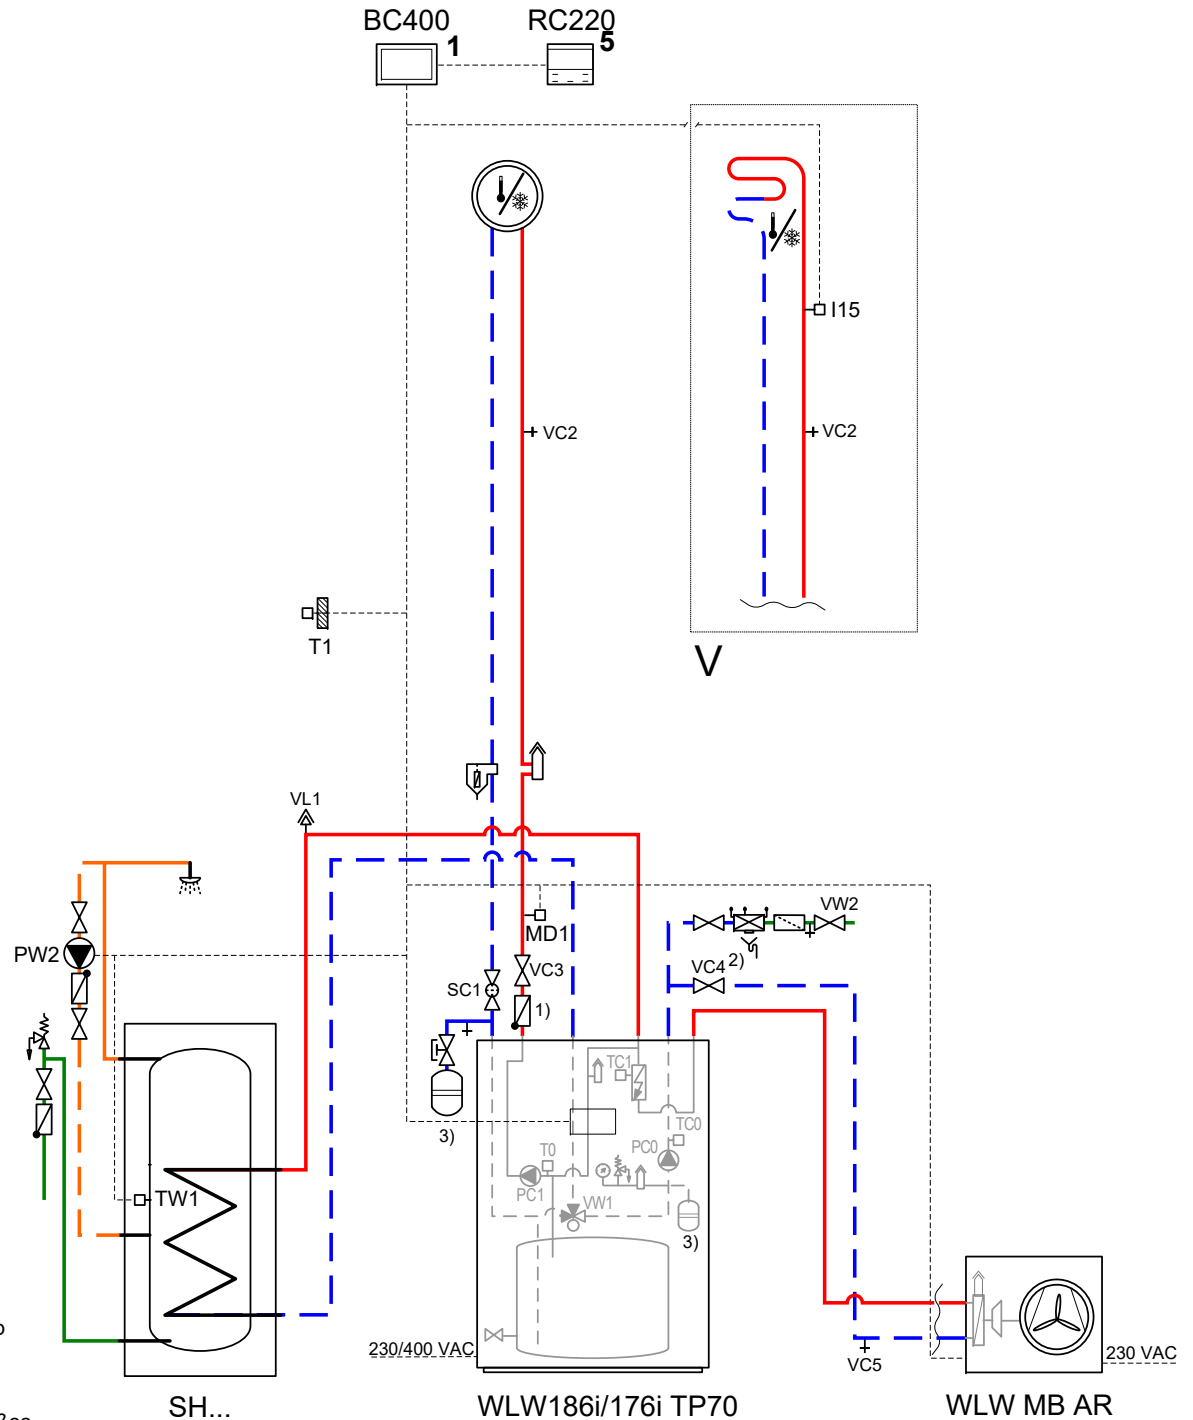 BC400
RC220
1
5
I15
VC2
VC2
T1
V
VL1
VW2
PW2
MD1
VC4 2)
VC3
SC1
1)
TC1
TC0
3)
T0
PC0
PC1
VW1
TW1
3)
230/400 VAC
VC5
230 VAC
SH...
WLW186i/176i TP70
WLW MB AR